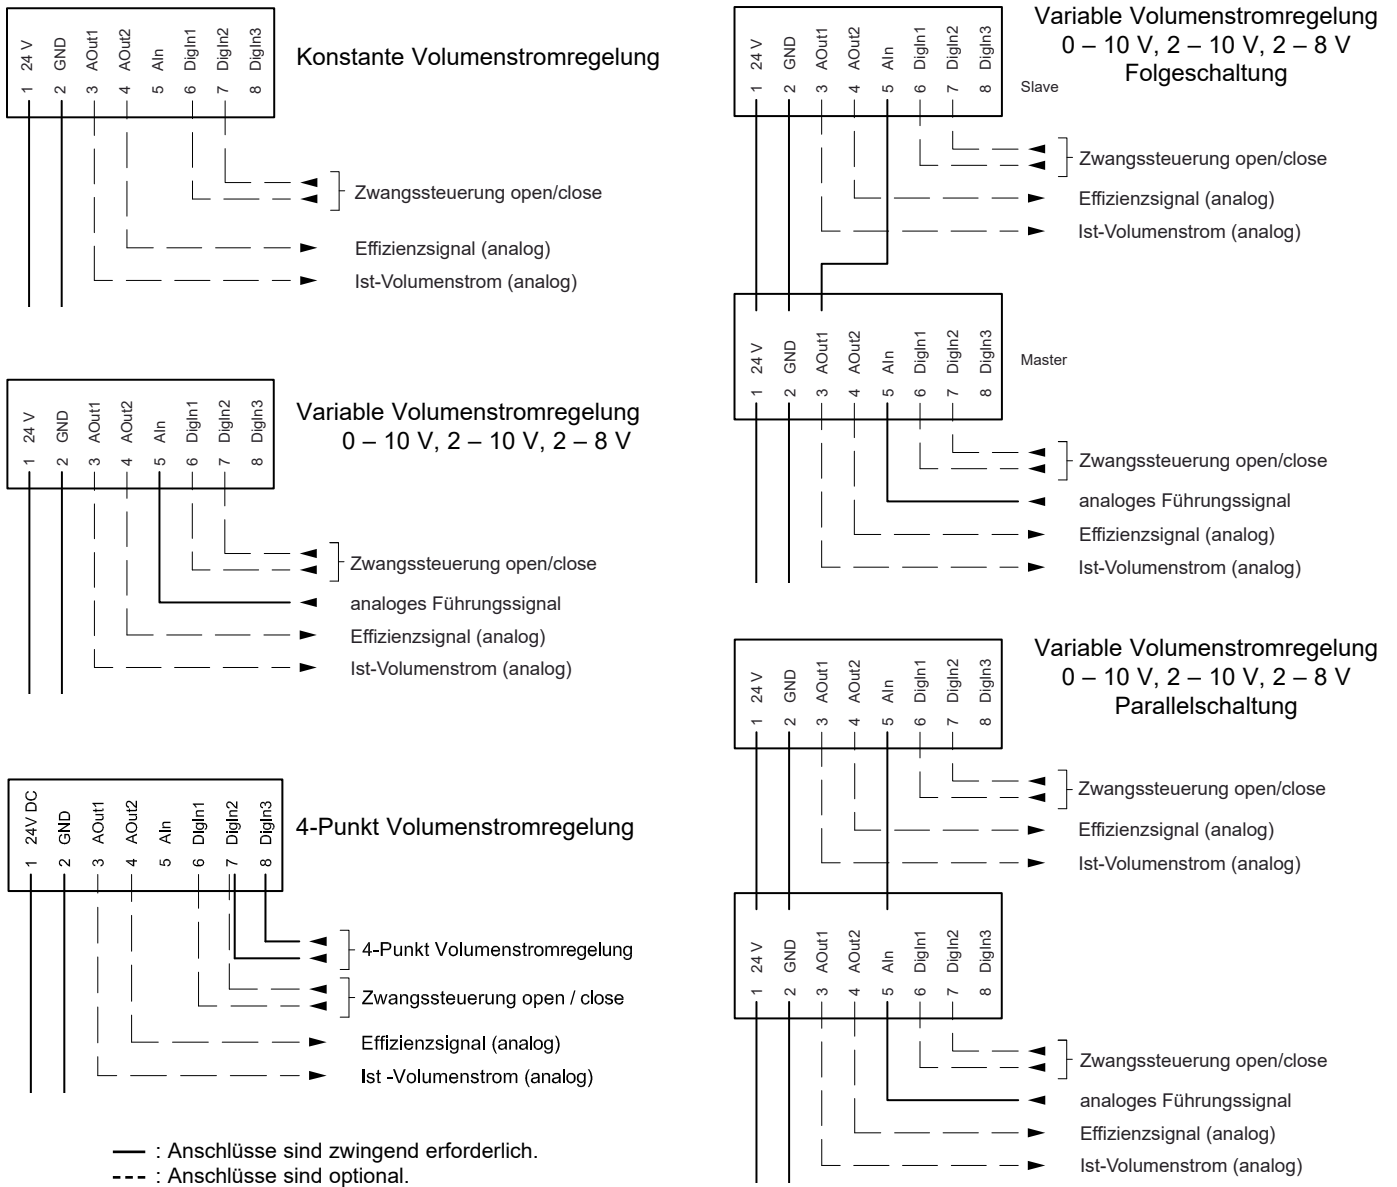 1 24 V
2 GND
3 AOut1
4 AOut2
5 AIn
6 DigIn1
7 DigIn2
8 DigIn3
Konstante Volumenstromregelung
Zwangssteuerung open/close
Effizienzsignal (analog)
Ist-Volumenstrom (analog)
1 24 V
2 GND
3 AOut1
4 AOut2
5 AIn
6 DigIn1
7 DigIn2
8 DigIn3
Variable Volumenstromregelung
0 – 10 V, 2 – 10 V, 2 – 8 V
Zwangssteuerung open/close
analoges Führungssignal
Effizienzsignal (analog)
Ist-Volumenstrom (analog)
1 24V DC
2 GND
3 AOut1
4 AOut2
5 AIn
6 DIgIn1
7 DigIn2
8 DigIn3
4-Punkt Volumenstromregelung
4-Punkt Volumenstromregelung
Zwangssteuerung open / close
Effizienzsignal (analog)
Ist -Volumenstrom (analog)
: Anschlüsse sind zwingend erforderlich.
: Anschlüsse sind optional.
1 24 V
2 GND
3 AOut1
4 AOut2
5 AIn
6 DigIn1
7 DigIn2
8 DigIn3
Variable Volumenstromregelung
0 – 10 V, 2 – 10 V, 2 – 8 V
Folgeschaltung
Slave
Zwangssteuerung open/close
Effizienzsignal (analog)
Ist-Volumenstrom (analog)
1 24 V
2 GND
3 AOut1
4 AOut2
5 AIn
6 DigIn1
7 DigIn2
8 DigIn3
Master
Zwangssteuerung open/close
analoges Führungssignal
Effizienzsignal (analog)
Ist-Volumenstrom (analog)
1 24 V
2 GND
3 AOut1
4 AOut2
5 AIn
6 DigIn1
7 DigIn2
8 DigIn3
Variable Volumenstromregelung
0 – 10 V, 2 – 10 V, 2 – 8 V
Parallelschaltung
Zwangssteuerung open/close
Effizienzsignal (analog)
Ist-Volumenstrom (analog)
1 24 V
2 GND
3 AOut1
4 AOut2
5 AIn
6 DigIn1
7 DigIn2
8 DigIn3
Zwangssteuerung open/close
analoges Führungssignal
Effizienzsignal (analog)
Ist-Volumenstrom (analog)